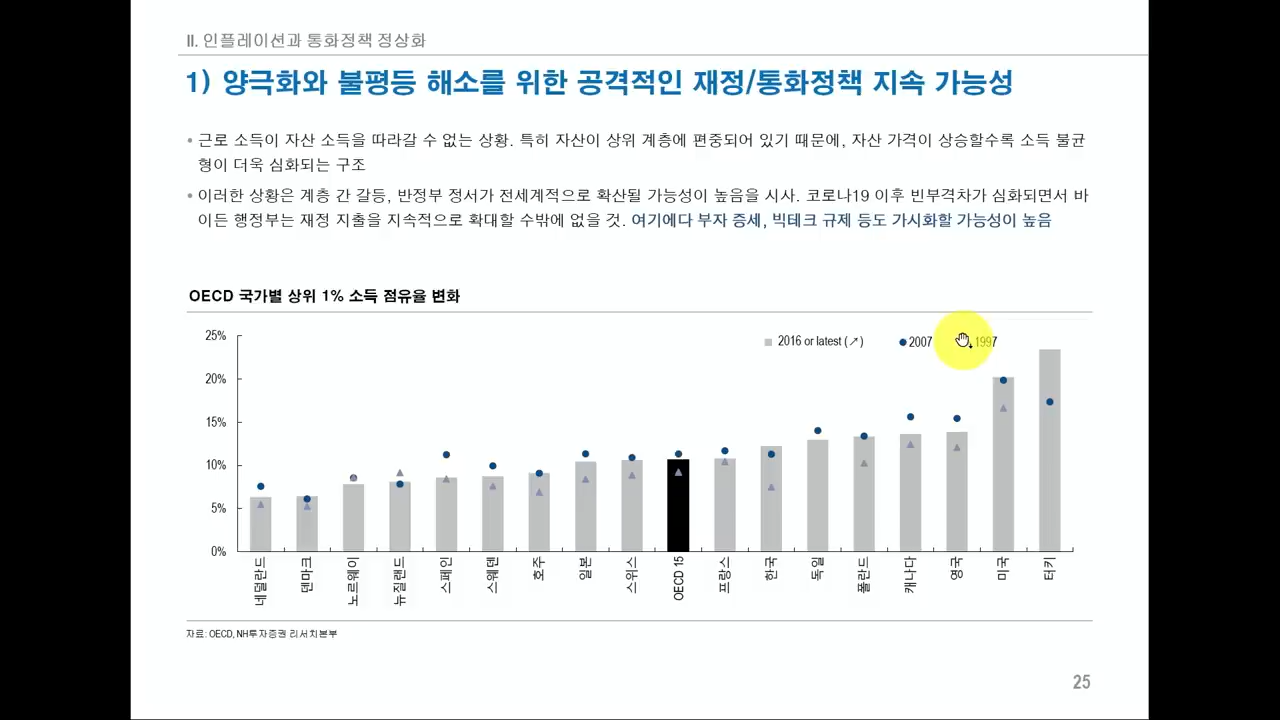 II. 인플레이션과 통화정책 정상화
1) 양극화와 불평등 해소를 위한 공격적인 재정/통화정책 지속 가능성
• 근로 소득이 자산 소득을 따라갈 수 없는 상황. 특히 자산이 상위 계층에 편중되어 있기 때문에, 자산 가격이 상승할수록 소득 불균
형이 더욱 심화되는 구조
• 이러한 상황은 계층 간 갈등, 반정부 정서가 전세계적으로 확산될 가능성이 높음을 시사. 코로나19 이후 빈부격차가 심화되면서 바
이든 행정부는 재정 지출을 지속적으로 확대할 수밖에 없을 것. 여기에다 부자 증세, 빅테크 규제 등도 가시화할 가능성이 높음
OECD 국가별 상위 1% 소득 점유율 변화
2016 or latest (↗) 2007 1997
25%
20%
15%
10%
5%
0%
네덜란드
덴마크
노르웨이
뉴질랜드
스페인
스웨덴
호주
일본
스위스
OECD 15
프랑스
한국
독일
폴란드
캐나다
영국
미국
터키
자료: OECD, NH투자증권 리서치본부
25